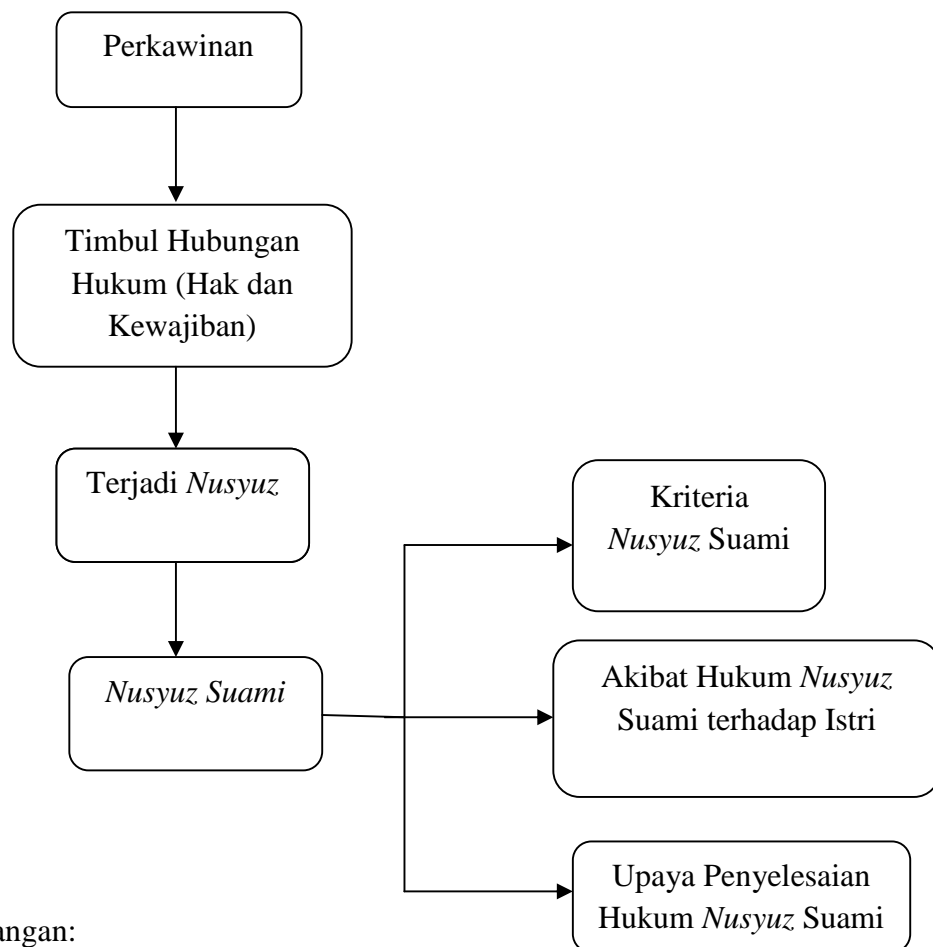 Perkawinan
Timbul Hubungan
Hukum (Hak dan
Kewajiban)
Terjadi Nusyuz
Nusyuz Suami
Kriteria
Nusyuz Suami
Akibat Hukum Nusyuz
Suami terhadap Istri
Upaya Penyelesaian
Hukum Nusyuz Suami
angan: